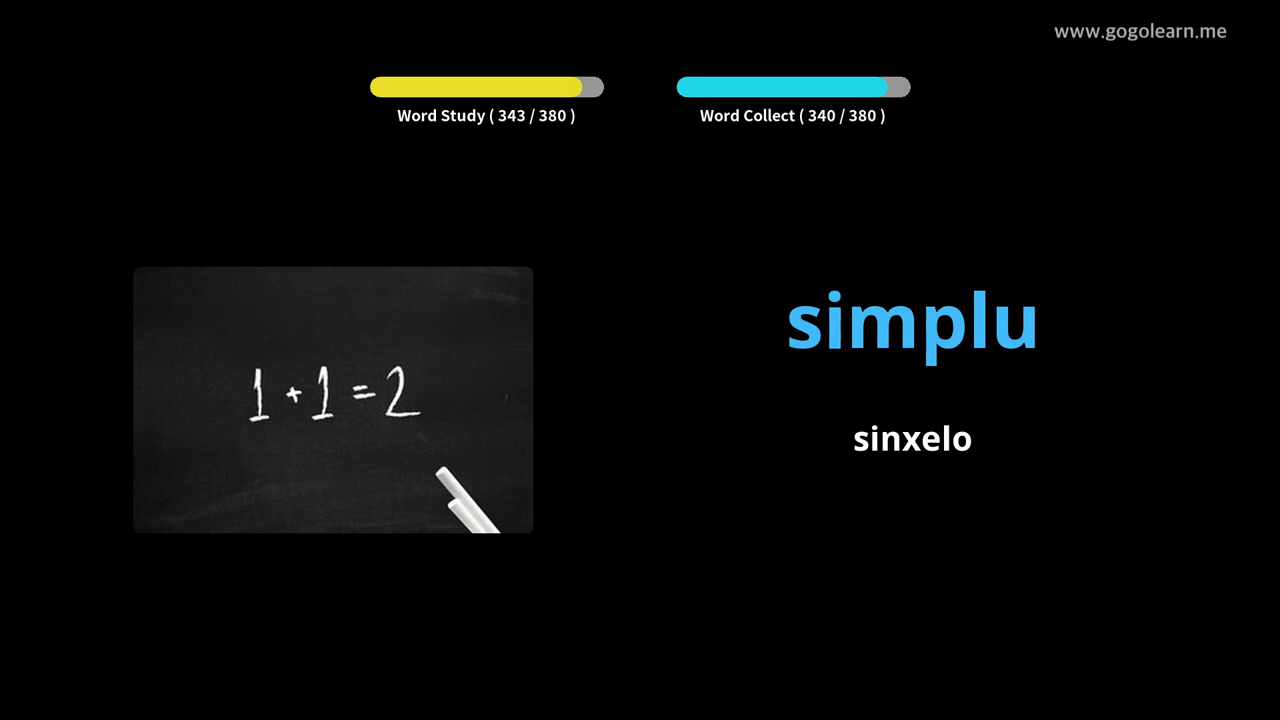 www.gogolearn.me
Word Study ( 343 / 380 )
Word Collect ( 340 / 380 )
1 + 1 = 2
simplu
sinxelo